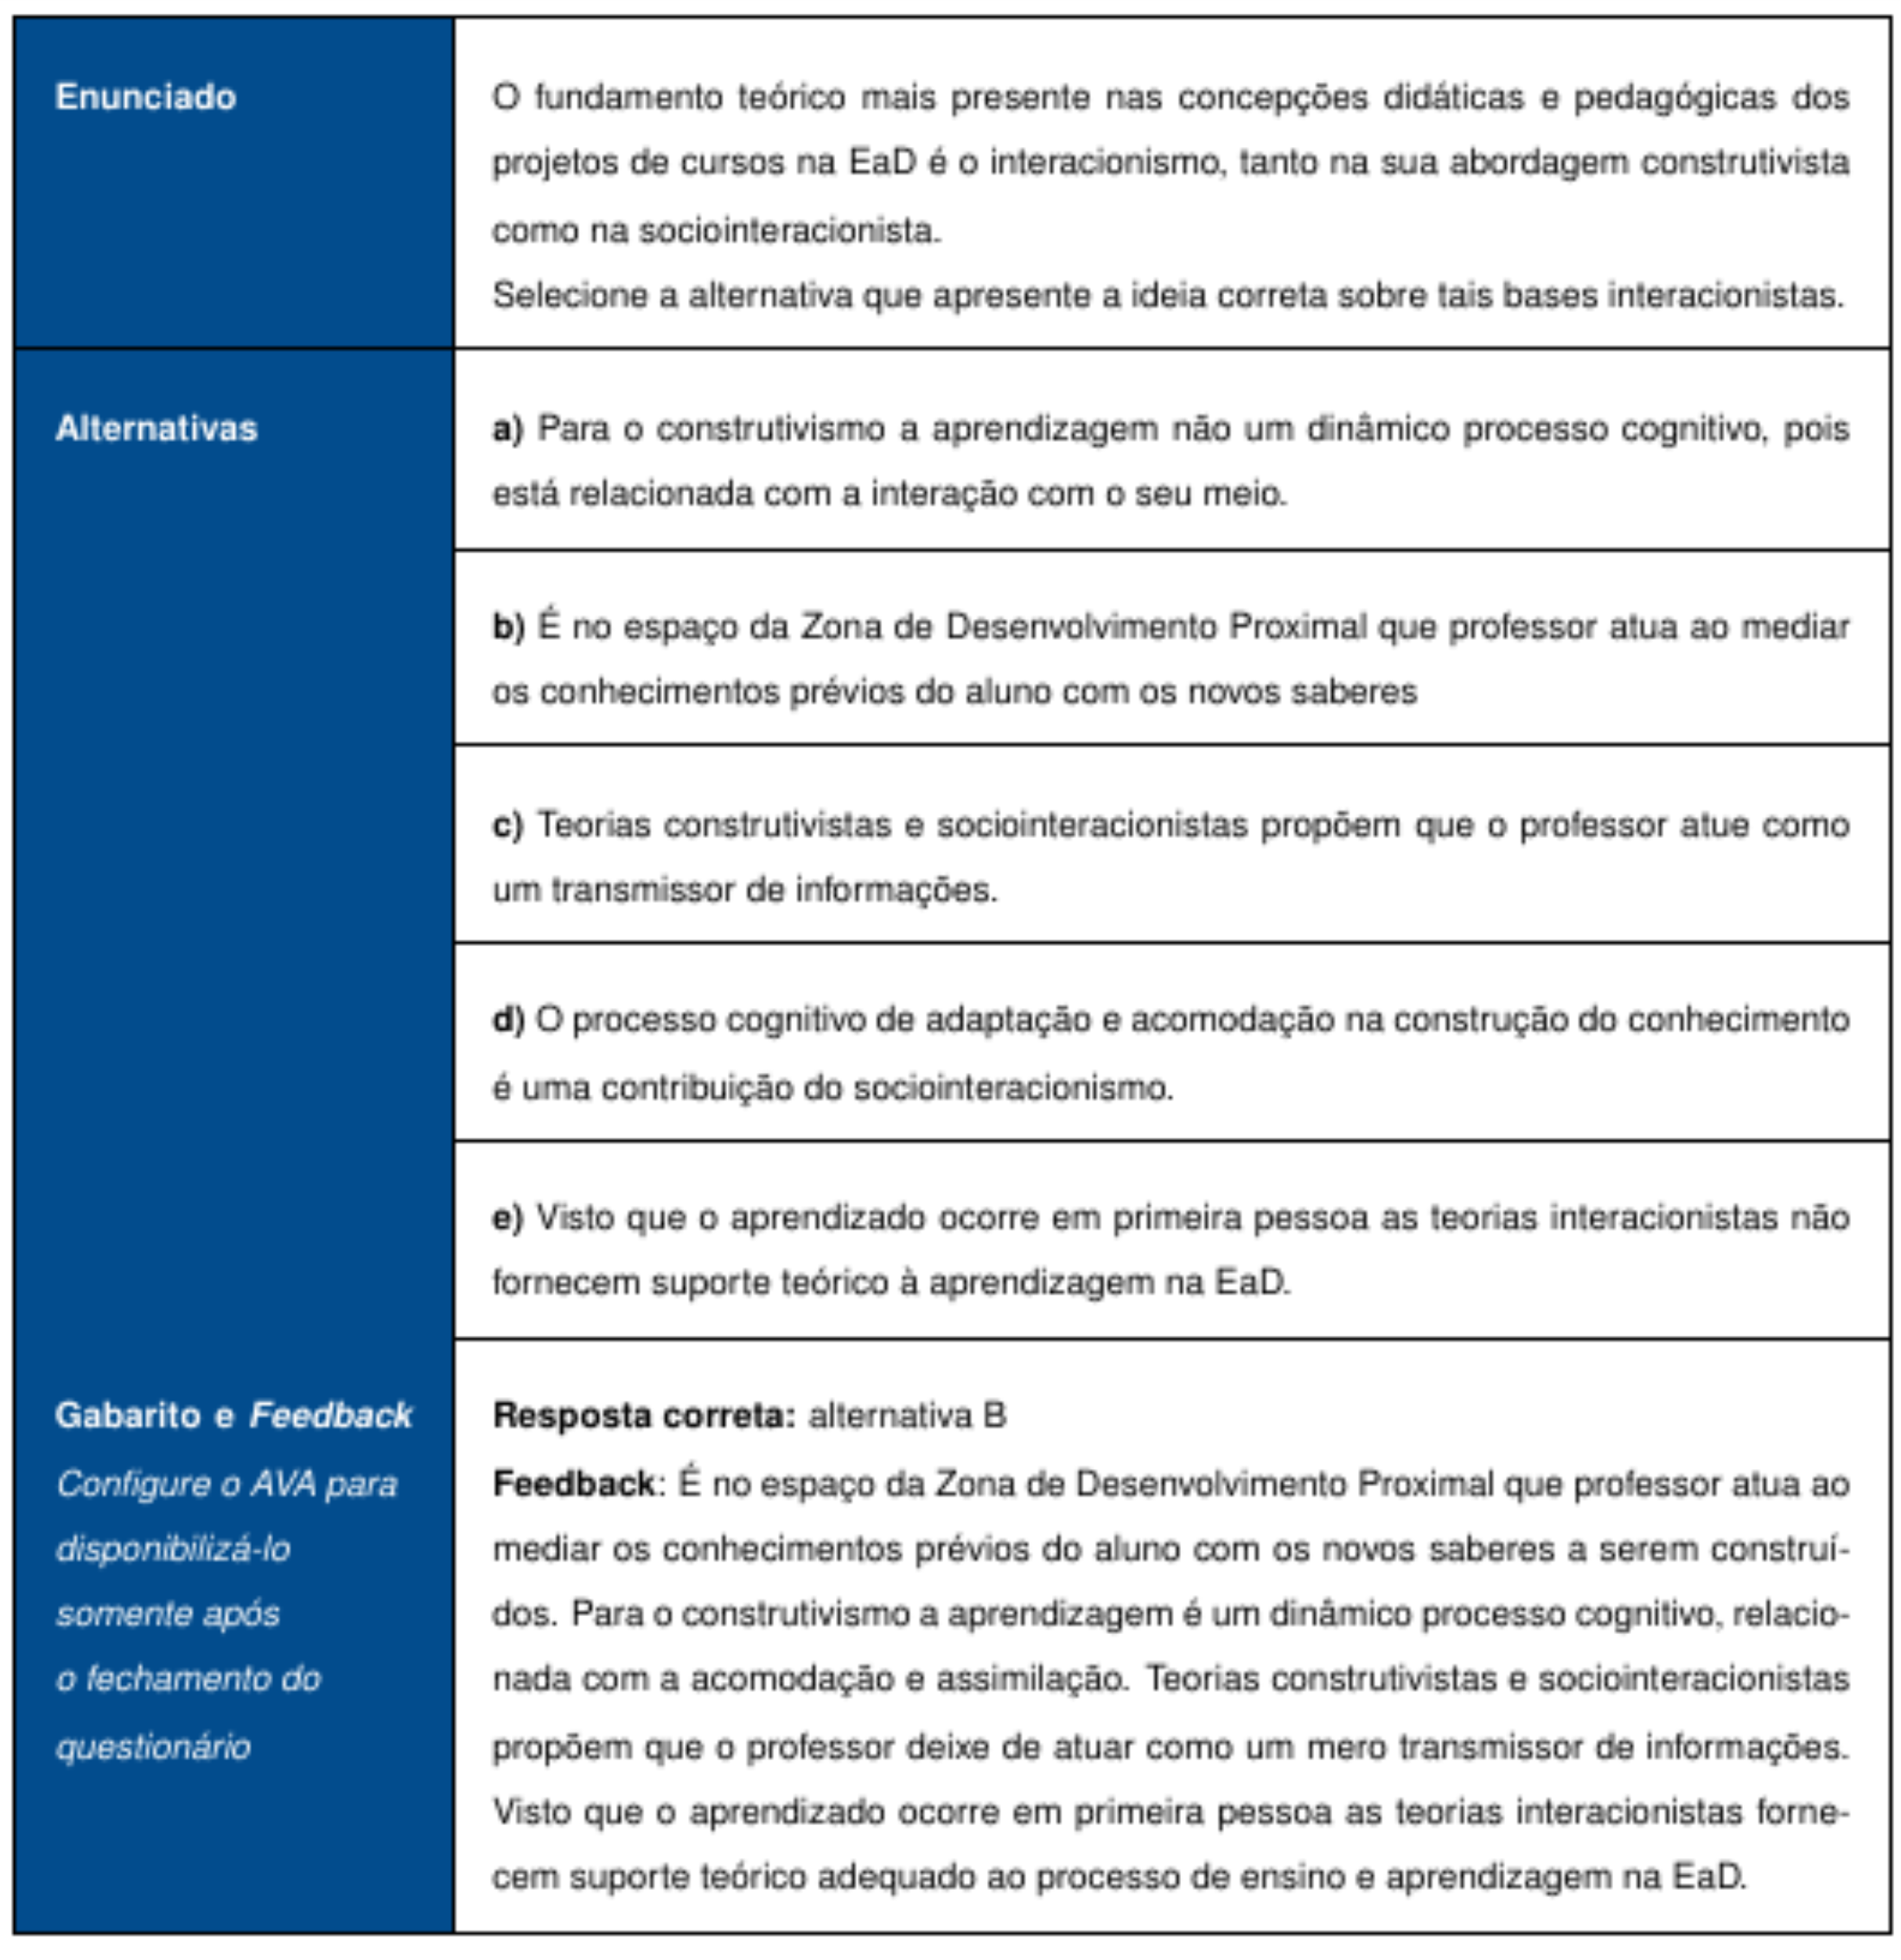 Enunciado
O fundamento teórico mais presente nas concepções didáticas e pedagógicas dos
projetos de cursos na EaD é o interacionismo, tanto na sua abordagem construtivista
como na sociointeracionista.
Selecione a alternativa que apresente a ideia correta sobre tais bases interacionistas.
Alternativas
a) Para o construtivismo a aprendizagem não um dinâmico processo cognitivo, pois
está relacionada com a interação com o seu meio.
b) É no espaço da Zona de Desenvolvimento Proximal que professor atua ao mediar
os conhecimentos prévios do aluno com os novos saberes
c) Teorias construtivistas e sociointeracionistas propõem que o professor atue como
um transmissor de informações.
d) O processo cognitivo de adaptação e acomodação na construção do conhecimento
é uma contribuição do sociointeracionismo.
e) Visto que o aprendizado ocorre em primeira pessoa as teorias interacionistas não
fornecem suporte teórico à aprendizagem na EaD.
Gabarito e Feedback
Configure o AVA para
disponibilizá-lo
somente após
o fechamento do
questionário
Resposta correta: alternativa B
Feedback: É no espaço da Zona de Desenvolvimento Proximal que professor atua ao
mediar os conhecimentos prévios do aluno com os novos saberes a serem construí-
dos. Para o construtivismo a aprendizagem é um dinâmico processo cognitivo, relacio-
nada com a acomodação e assimilação. Teorias construtivistas e sociointeracionistas
propõem que o professor deixe de atuar como um mero transmissor de informações.
Visto que o aprendizado ocorre em primeira pessoa as teorias interacionistas forne-
cem suporte teórico adequado ao processo de ensino e aprendizagem na EaD.